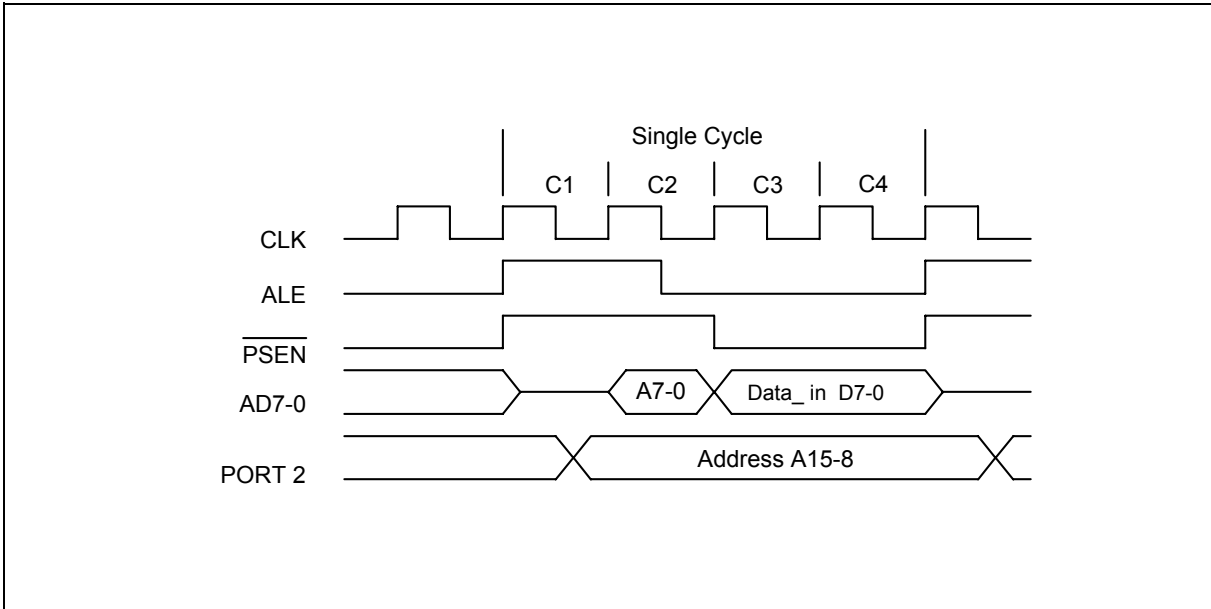 Single Cycle
C1 C2 C3 C4
CLK
ALE
PSEN
AD7-0 A7-0 Data_ in D7-0
PORT 2 Address A15-8